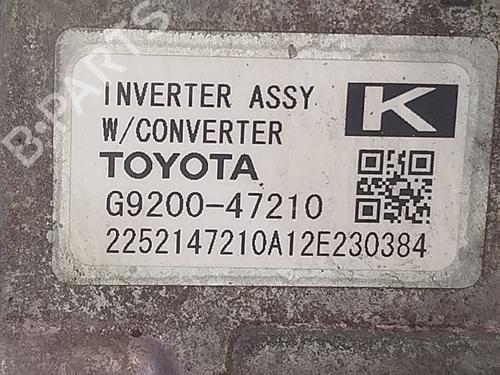 B-PARTS
INVERTER ASSY
W/CONVERTER
K
TOYOTA
G9200-47210
2252147210A12E230384